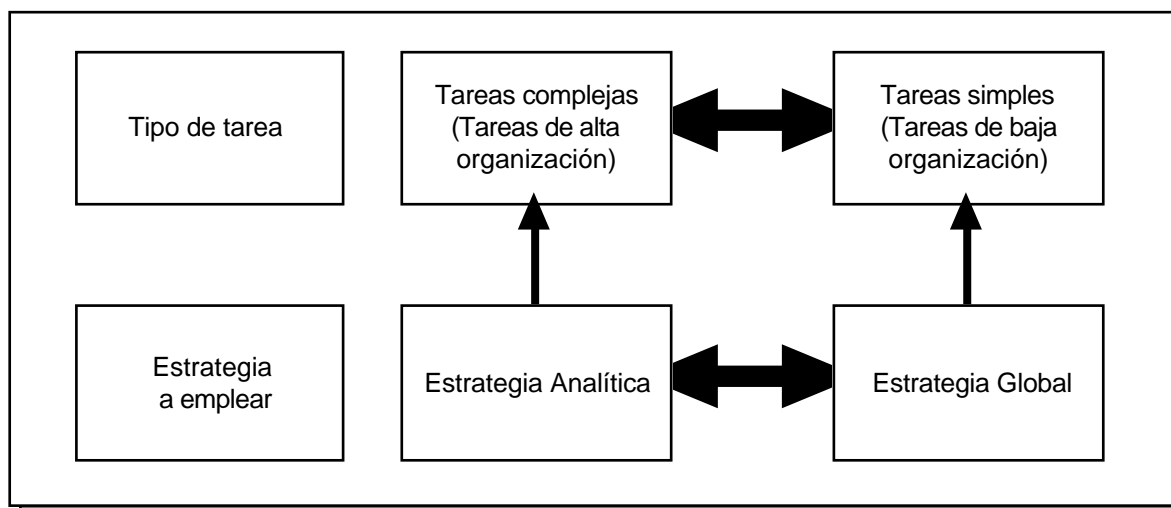 Tipo de tarea
Tareas complejas
(Tareas de alta
organización)
Tareas simples
(Tareas de baja
organización)
Estrategia
a emplear
Estrategia Analítica
Estrategia Global